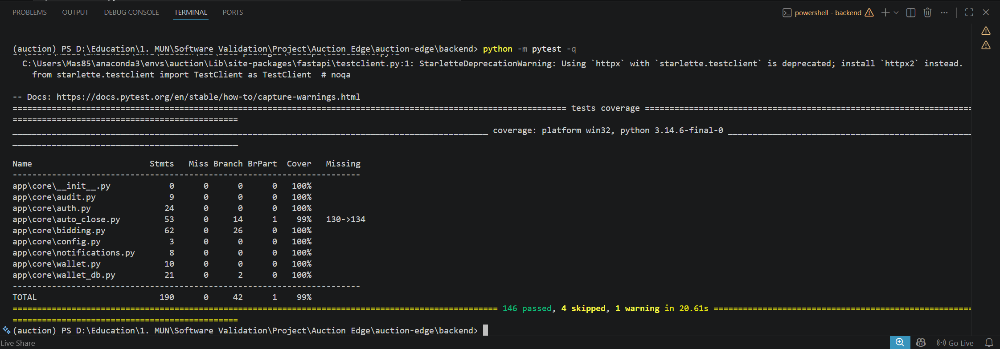 PROBLEMS OUTPUT DEBUG CONSOLE TERMINAL PORTS powershell - backend
(auction) PS D:\Education\1. MUN\Software Validation\Project\Auction Edge\auction-edge\backend> python -m pytest -q
C:\Users\Mas85\anaconda3\envs\auction\Lib\site-packages\fastapi\testclient.py:1: StarletteDeprecationWarning: Using `httpx` with `starlette.testclient` is deprecated; install `httpx2` instead.
from starlette.testclient import TestClient as TestClient # noqa
-- Docs: https://docs.pytest.org/en/stable/how-to/capture-warnings.html
tests coverage
coverage: platform win32, python 3.14.6-final-0
Name Stmts Miss Branch BrPart Cover Missing
app\core\__init__.py 0 0 0 0 100%
app\core\audit.py 9 0 0 0 100%
app\core\auth.py 24 0 0 0 100%
app\core\auto_close.py 53 0 14 1 99% 130->134
app\core\bidding.py 62 0 26 0 100%
app\core\config.py 3 0 0 0 100%
app\core\notifications.py 8 0 0 0 100%
app\core\wallet.py 10 0 0 0 100%
app\core\wallet_db.py 21 0 2 0 100%
TOTAL 190 0 42 1 99%
146 passed, 4 skipped, 1 warning in 20.61s
(auction) PS D:\Education\1. MUN\Software Validation\Project\Auction Edge\auction-edge\backend>
Live Share Go Live